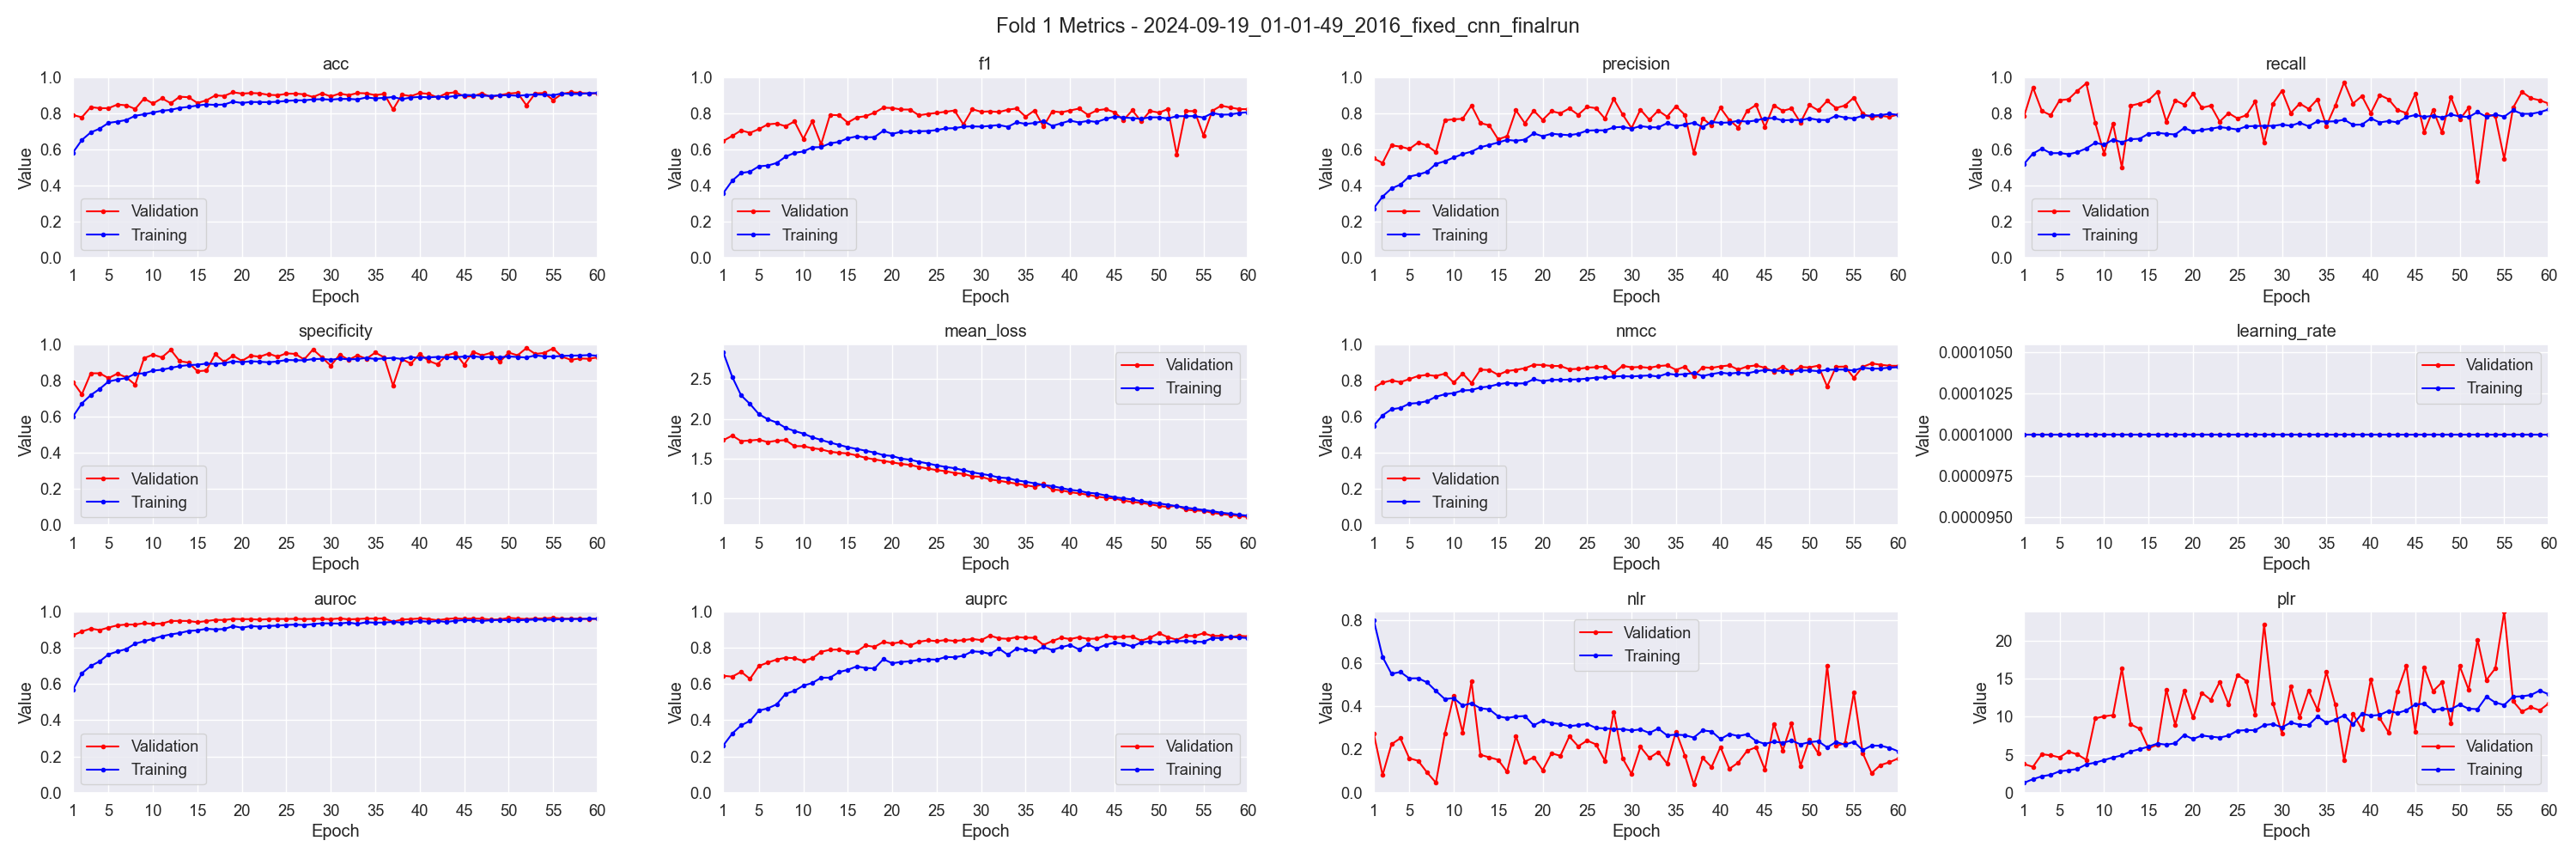 Fold 1 Metrics - 2024-09-19_01-01-49_2016_fixed_cnn_finalrun
acc
1.0
0.8
0.6
0.4
0.2
0.0
Value
Validation
Training
1 5 10 15 20 25 30 35 40 45 50 55 60
Epoch
f1
1.0
0.8
0.6
0.4
0.2
0.0
Value
Validation
Training
1 5 10 15 20 25 30 35 40 45 50 55 60
Epoch
precision
1.0
0.8
0.6
0.4
0.2
0.0
Value
Validation
Training
1 5 10 15 20 25 30 35 40 45 50 55 60
Epoch
recall
1.0
0.8
0.6
0.4
0.2
0.0
Value
Validation
Training
1 5 10 15 20 25 30 35 40 45 50 55 60
Epoch
specificity
1.0
0.8
0.6
0.4
0.2
0.0
Value
Validation
Training
1 5 10 15 20 25 30 35 40 45 50 55 60
Epoch
mean_loss
2.5
2.0
1.5
1.0
Value
Validation
Training
1 5 10 15 20 25 30 35 40 45 50 55 60
Epoch
nmcc
1.0
0.8
0.6
0.4
0.2
0.0
Value
Validation
Training
1 5 10 15 20 25 30 35 40 45 50 55 60
Epoch
learning_rate
0.0001050
0.0001025
0.0001000
0.0000975
0.0000950
Value
Validation
Training
1 5 10 15 20 25 30 35 40 45 50 55 60
Epoch
auroc
1.0
0.8
0.6
0.4
0.2
0.0
Value
Validation
Training
1 5 10 15 20 25 30 35 40 45 50 55 60
Epoch
auprc
1.0
0.8
0.6
0.4
0.2
0.0
Value
Validation
Training
1 5 10 15 20 25 30 35 40 45 50 55 60
Epoch
nlr
0.8
0.6
0.4
0.2
0.0
Value
Validation
Training
1 5 10 15 20 25 30 35 40 45 50 55 60
Epoch
plr
20
15
10
5
0
Value
Validation
Training
1 5 10 15 20 25 30 35 40 45 50 55 60
Epoch